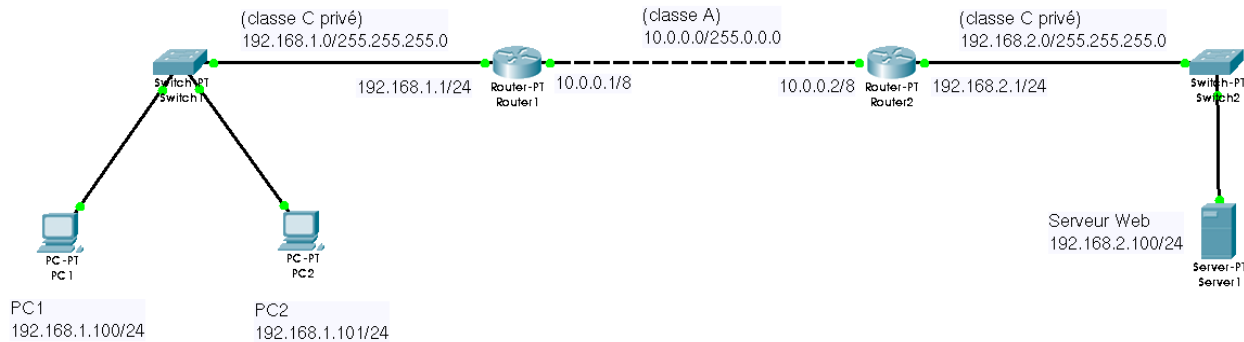 (classe C privé)
192.168.1.0/255.255.255.0
(classe A)
10.0.0.0/255.0.0.0
(classe C privé)
192.168.2.0/255.255.255.0
Switch-PT
Switch1
192.168.1.1/24
Router-PT
Router1
10.0.0.1/8
10.0.0.2/8
Router-PT
Router2
192.168.2.1/24
Switch-PT
Switch2
PC-PT
PC1
PC-PT
PC2
Serveur Web
192.168.2.100/24
Server-PT
Server1
PC1
192.168.1.100/24
PC2
192.168.1.101/24